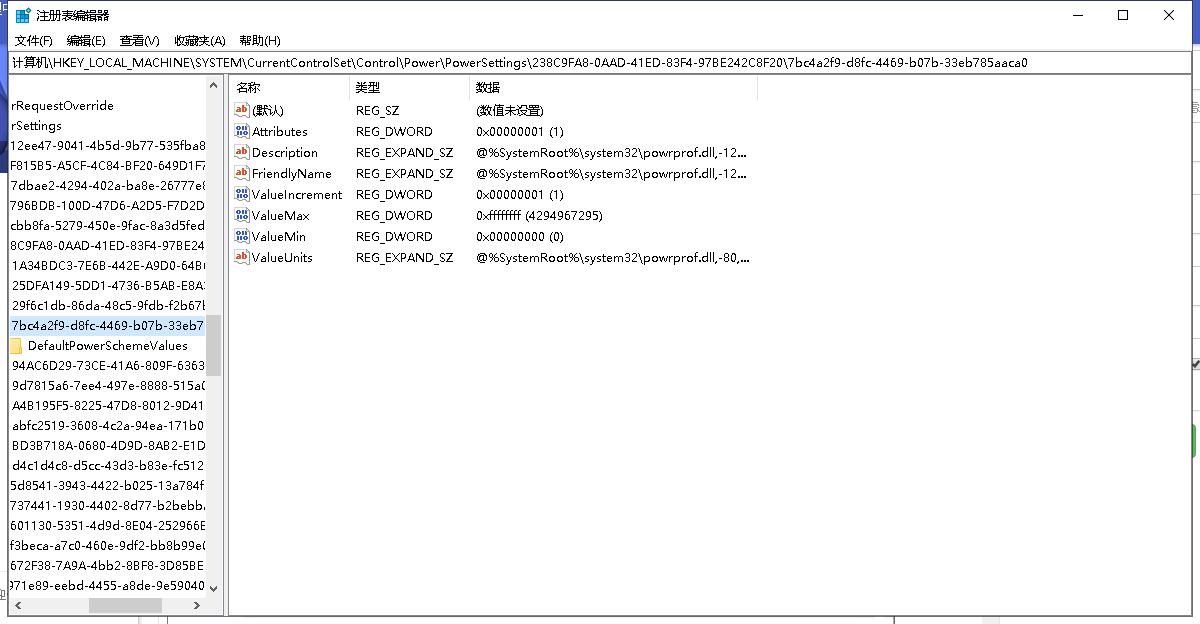 注册表编辑器
文件(F) 编辑(E) 查看(V) 收藏夹(A) 帮助(H)
计算机\HKEY_LOCAL_MACHINE\SYSTEM\CurrentControlSet\Control\Power\PowerSettings\238C9FA8-0AAD-41ED-83F4-97BE242C8F20\7bc4a2f9-d8fc-4469-b07b-33eb785aaca0
rRequestOverride
rSettings
12ee47-9041-4b5d-9b77-535fba8
F815B5-A5CF-4C84-BF20-649D1F7
7dbae2-4294-402a-ba8e-26777e8
796BDB-100D-47D6-A2D5-F7D2D
cbb8fa-5279-450e-9fac-8a3d5fed
8C9FA8-0AAD-41ED-83F4-97BE24
1A34BDC3-7E6B-442E-A9D0-64B
25DFA149-5DD1-4736-B5AB-E8A
29f6c1db-86da-48c5-9fdb-f2b67b
7bc4a2f9-d8fc-4469-b07b-33eb7
DefaultPowerSchemeValues
94AC6D29-73CE-41A6-809F-6363
9d7815a6-7ee4-497e-8888-515a0
A4B195F5-8225-47D8-8012-9D41
abfc2519-3608-4c2a-94ea-171b0
BD3B718A-0680-4D9D-8AB2-E1D
d4c1d4c8-d5cc-43d3-b83e-fc512
5d8541-3943-4422-b025-13a784f
737441-1930-4402-8d77-b2bebb
601130-5351-4d9d-8E04-252966B
f3beca-a7c0-460e-9df2-bb8b99e0
672F38-7A9A-4bb2-8BF8-3D85BE
971e89-eebd-4455-a8de-9e59040
名称 类型 数据
(默认) REG_SZ (数值未设置)
Attributes REG_DWORD 0x00000001 (1)
Description REG_EXPAND_SZ @%SystemRoot%\system32\powrprof.dll,-12...
FriendlyName REG_EXPAND_SZ @%SystemRoot%\system32\powrprof.dll,-12...
ValueIncrement REG_DWORD 0x00000001 (1)
ValueMax REG_DWORD 0xffffffff (4294967295)
ValueMin REG_DWORD 0x00000000 (0)
ValueUnits REG_EXPAND_SZ @%SystemRoot%\system32\powrprof.dll,-80,...